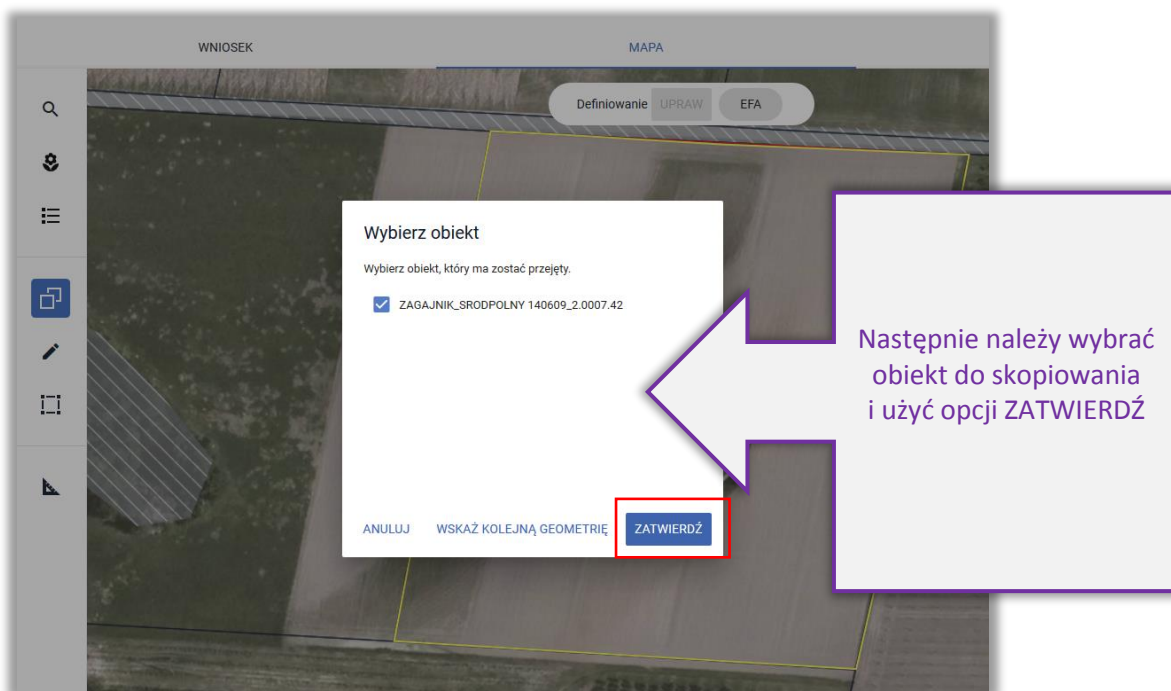 WNIOSEK
MAPA
Definiowanie UPRAW EFA
Wybierz obiekt
Wybierz obiekt, który ma zostać przejęty.
ZAGAJNIK_SRODPOLNY 140609_2.0007.42
ANULUJ WSKAŻ KOLEJNĄ GEOMETRIĘ ZATWIERDŹ
Następnie należy wybrać
obiekt do skopiowania
i użyć opcji ZATWIERDŹ